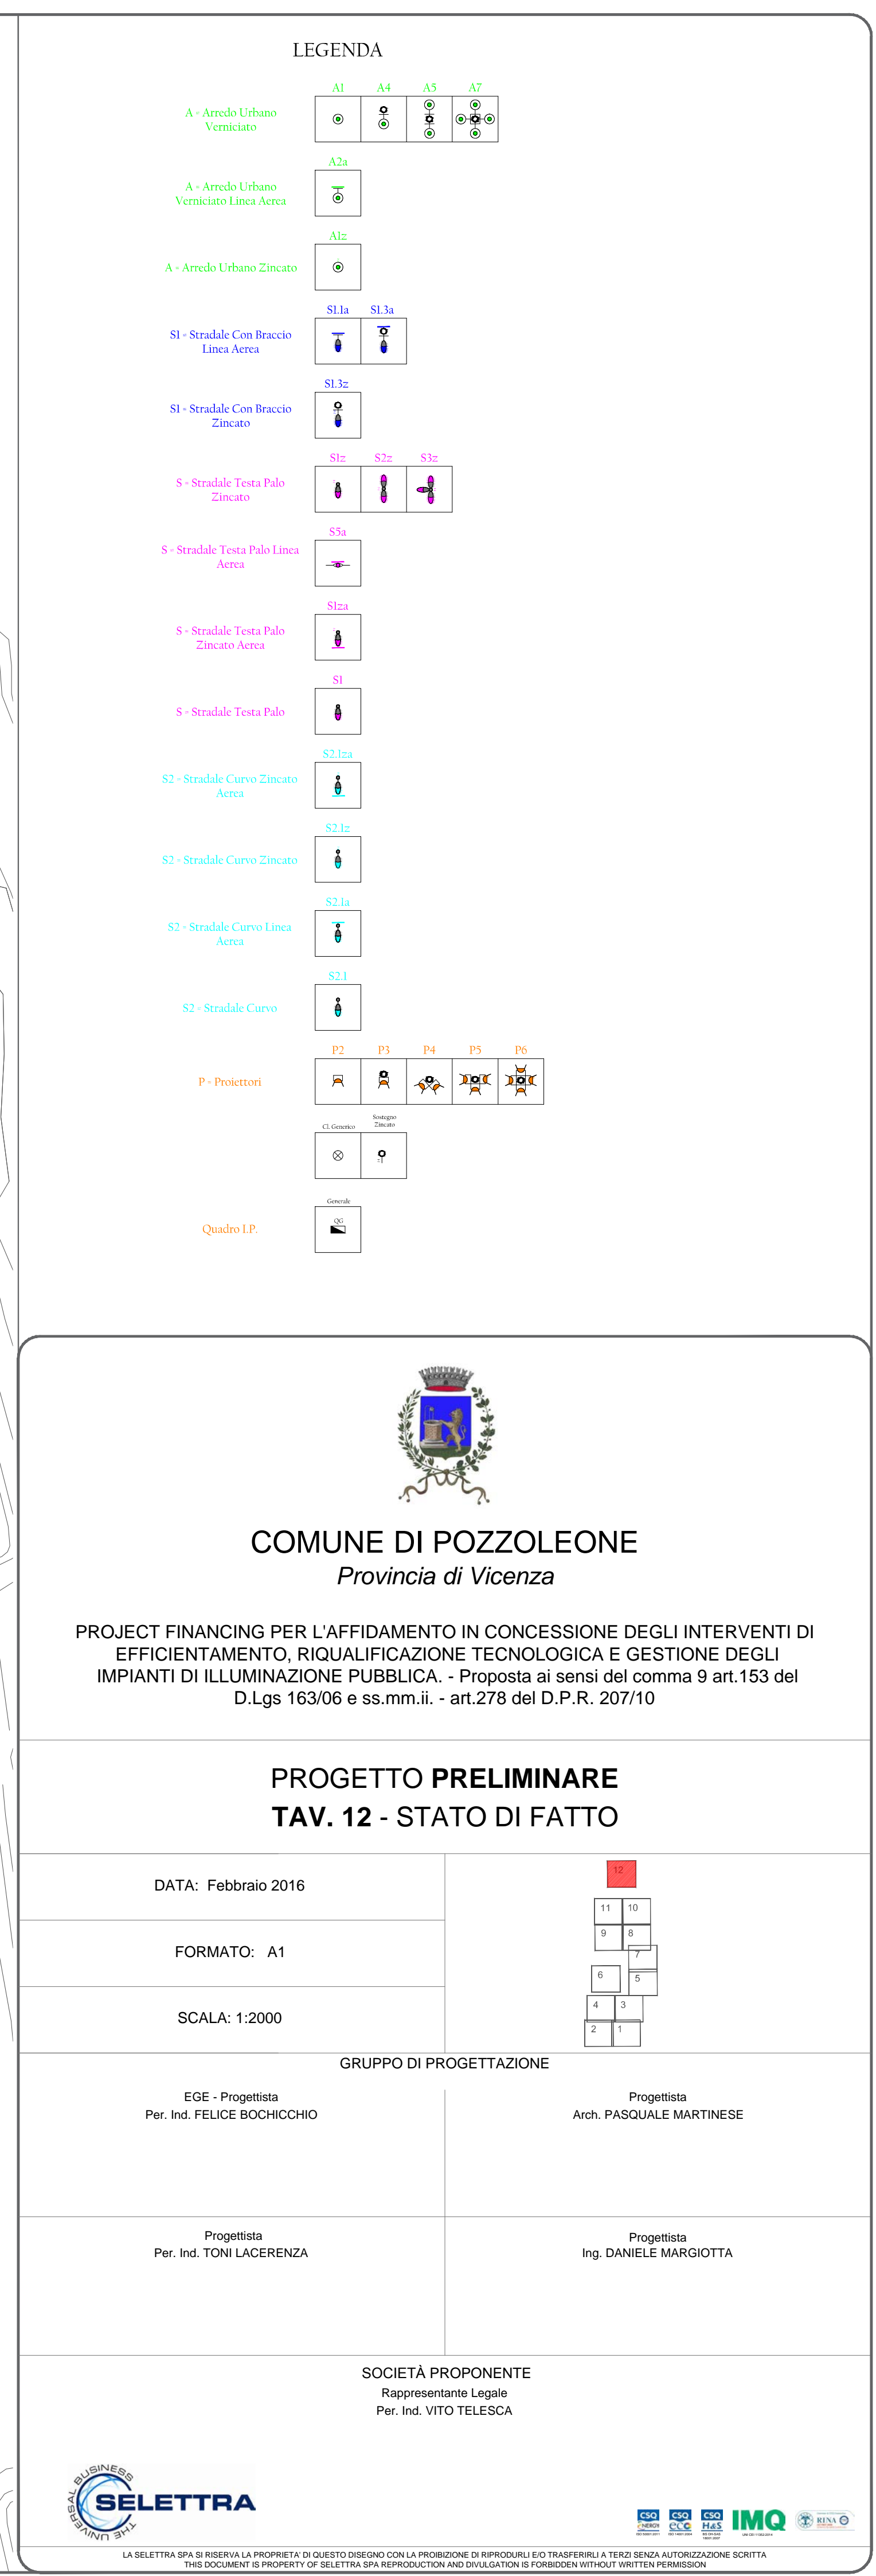 LEGENDA
A1 A4 A5 A7
A - Arredo Urbano
Verniciato
A2a
A - Arredo Urbano
Verniciato Linea Aerea
A1z
A - Arredo Urbano Zincato
S1.1a S1.3a
S1 - Stradale Con Braccio
Linea Aerea
S1.3z
S1 - Stradale Con Braccio
Zincato
S1z S2z S3z
S - Stradale Testa Palo
Zincato
S5a
S - Stradale Testa Palo Linea
Aerea
S1za
S - Stradale Testa Palo
Zincato Aerea
S1
S - Stradale Testa Palo
S2.1za
S2 - Stradale Curvo Zincato
Aerea
S2.1z
S2 - Stradale Curvo Zincato
S2.1a
S2 - Stradale Curvo Linea
Aerea
S2.1
S2 - Stradale Curvo
P2 P3 P4 P5 P6
P - Proiettori
Cl. Generico
Sostegno
Zincato
Generale
QG
Quadro I.P.
COMUNE DI POZZOLEONE
Provincia di Vicenza
PROJECT FINANCING PER L'AFFIDAMENTO IN CONCESSIONE DEGLI INTERVENTI DI
EFFICIENTAMENTO, RIQUALIFICAZIONE TECNOLOGICA E GESTIONE DEGLI
IMPIANTI DI ILLUMINAZIONE PUBBLICA. - Proposta ai sensi del comma 9 art.153 del
D.Lgs 163/06 e ss.mm.ii. - art.278 del D.P.R. 207/10
PROGETTO PRELIMINARE
TAV. 12 - STATO DI FATTO
DATA: Febbraio 2016
FORMATO: A1
SCALA: 1:2000
12
11 10
9 8
7
6 5
4 3
2 1
GRUPPO DI PROGETTAZIONE
EGE - Progettista
Per. Ind. FELICE BOCHICCHIO
Progettista
Arch. PASQUALE MARTINESE
Progettista
Per. Ind. TONI LACERENZA
Progettista
Ing. DANIELE MARGIOTTA
SOCIETÀ PROPONENTE
Rappresentante Legale
Per. Ind. VITO TELESCA
THE UNIVERSAL BUSINESS
SELETTRA
CSQ
ENERGY
CSQ
eco
CSQ
H&S
IMQ
RINA
LA SELETTRA SPA SI RISERVA LA PROPRIETA' DI QUESTO DISEGNO CON LA PROIBIZIONE DI RIPRODURLI E/O TRASFERIRLI A TERZI SENZA AUTORIZZAZIONE SCRITTA
THIS DOCUMENT IS PROPERTY OF SELETTRA SPA REPRODUCTION AND DIVULGATION IS FORBIDDEN WITHOUT WRITTEN PERMISSION